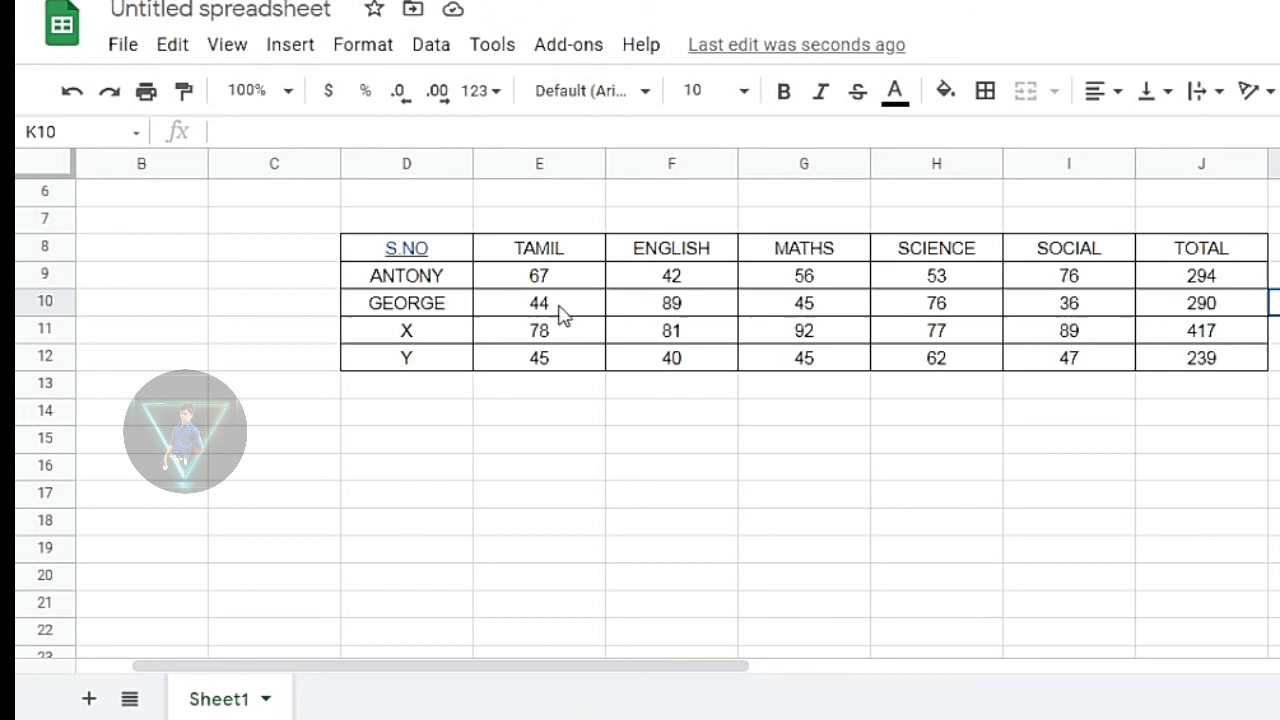 Untitled spreadsheet
File Edit View Insert Format Data Tools Add-ons Help Last edit was seconds ago
100% $ % .0 .00 123 Default (Ari... 10 B I S A
K10 fx
B C D E F G H I J
6
7
8 S.NO TAMIL ENGLISH MATHS SCIENCE SOCIAL TOTAL
9 ANTONY 67 42 56 53 76 294
10 GEORGE 44 89 45 76 36 290
11 X 78 81 92 77 89 417
12 Y 45 40 45 62 47 239
13
14
15
16
17
18
19
20
21
22
23
+ Sheet1